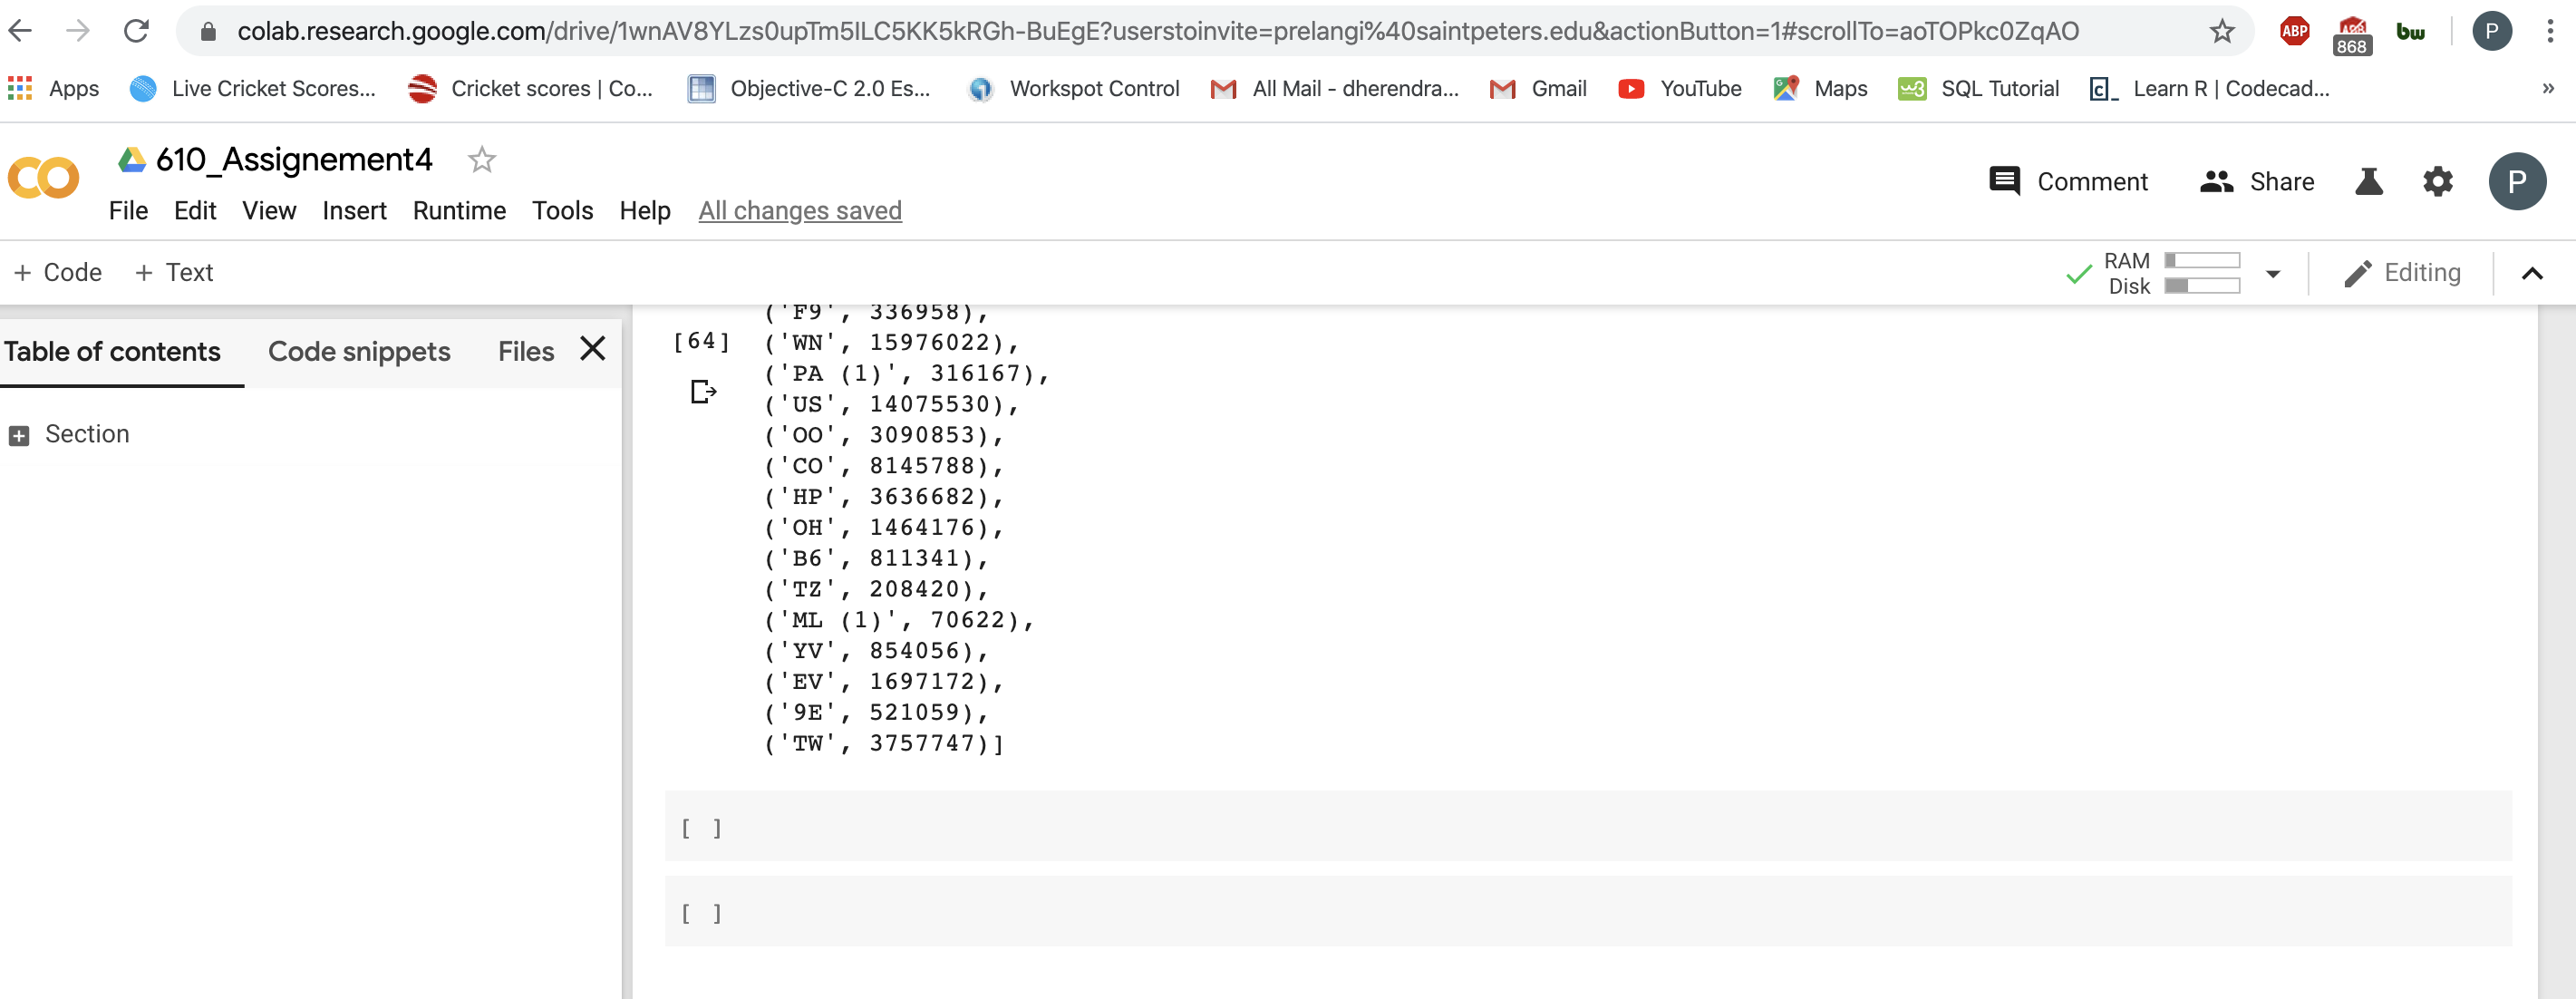 colab.research.google.com/drive/1wnAV8YLzs0upTm5ILC5KK5kRGh-BuEgE?userstoinvite=prelangi%40saintpeters.edu&actionButton=1#scrollTo=aoTOPkc0ZqAO ABP 868 bw P
Apps Live Cricket Scores... Cricket scores | Co... Objective-C 2.0 Es... Workspot Control All Mail - dherendra... Gmail YouTube Maps w3 SQL Tutorial c_ Learn R | Codecad... »
610_Assignement4
Comment Share P
File Edit View Insert Runtime Tools Help All changes saved
+ Code + Text RAM Disk Editing
Table of contents Code snippets Files
Section
('F9', 336958),
[64] ('WN', 15976022),
('PA (1)', 316167),
('US', 14075530),
('OO', 3090853),
('CO', 8145788),
('HP', 3636682),
('OH', 1464176),
('B6', 811341),
('TZ', 208420),
('ML (1)', 70622),
('YV', 854056),
('EV', 1697172),
('9E', 521059),
('TW', 3757747)]
[ ]
[ ]